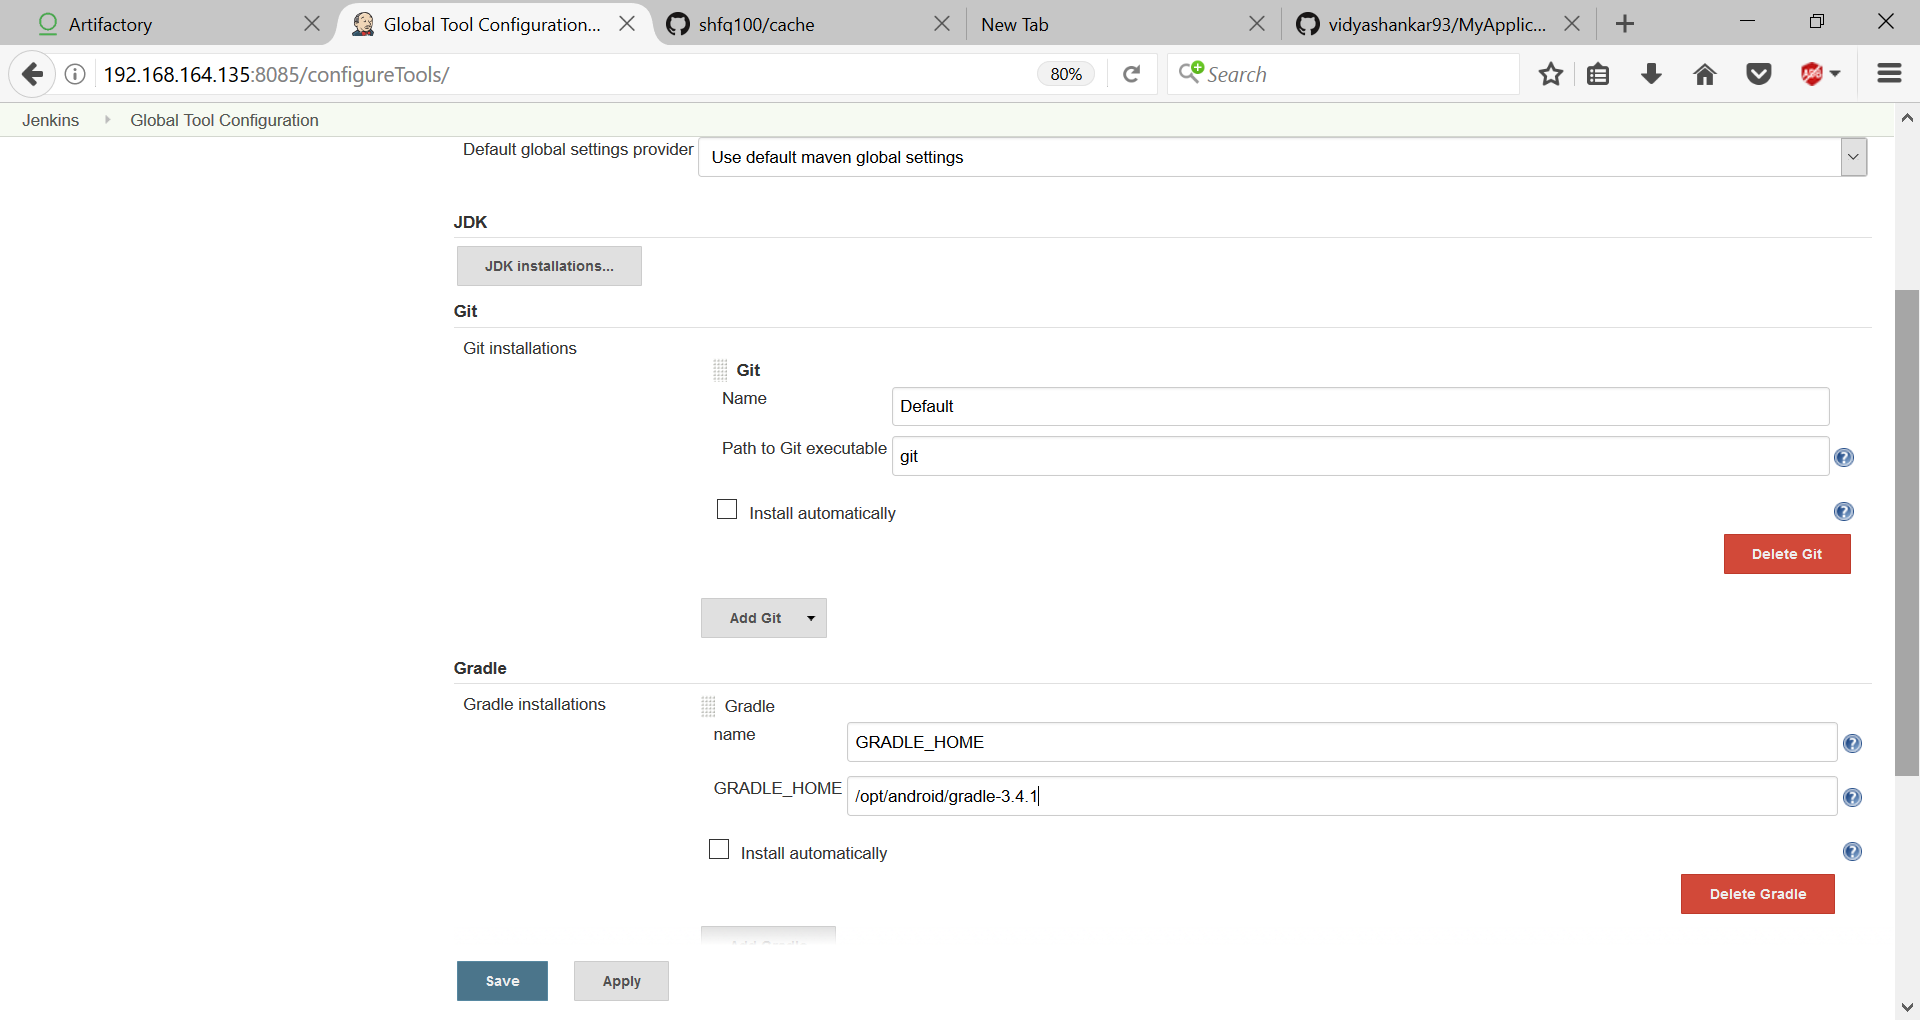 Artifactory
Global Tool Configuration...
shfq100/cache
New Tab
vidyashankar93/MyApplic...
192.168.164.135:8085/configureTools/
80%
Search
ABP
Jenkins
Global Tool Configuration
Default global settings provider
Use default maven global settings
JDK
JDK installations...
Git
Git installations
Git
Name
Default
Path to Git executable
git
Install automatically
Delete Git
Add Git
Gradle
Gradle installations
Gradle
name
GRADLE_HOME
GRADLE_HOME
/opt/android/gradle-3.4.1
Install automatically
Delete Gradle
Add Gradle
Save
Apply